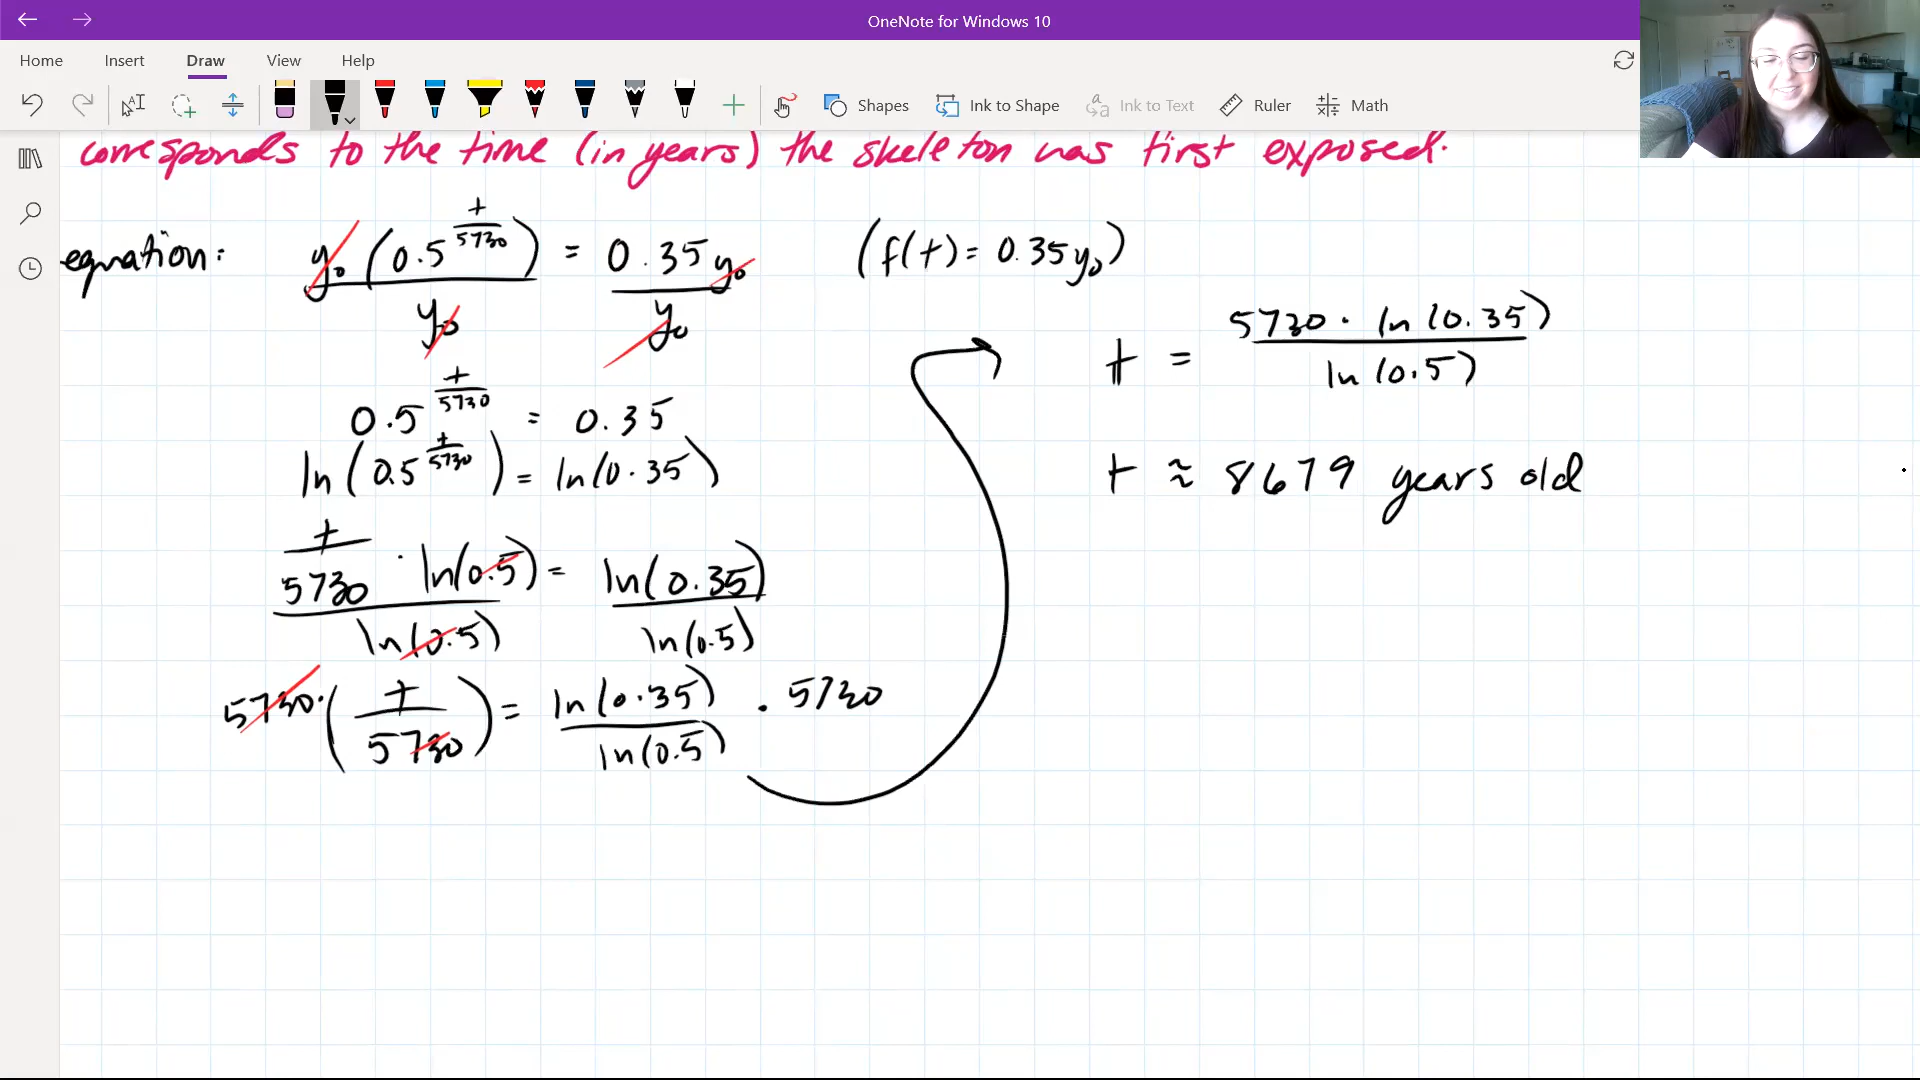 OneNote for Windows 10
Home Insert Draw View Help
Shapes Ink to Shape Ink to Text Ruler Math
corresponds to the time (in years) the skeleton was first exposed.
equation: y₀(0.5^(t/5730))/y₀ = 0.35y₀/y₀ (f(t) = 0.35y₀)
0.5^(t/5730) = 0.35
ln(0.5^(t/5730)) = ln(0.35)
t/5730 · ln(0.5)/ln(0.5) = ln(0.35)/ln(0.5)
5730·(t/5730) = ln(0.35)/ln(0.5) · 5730
t = 5730 · ln(0.35)/ln(0.5)
t ≈ 8679 years old